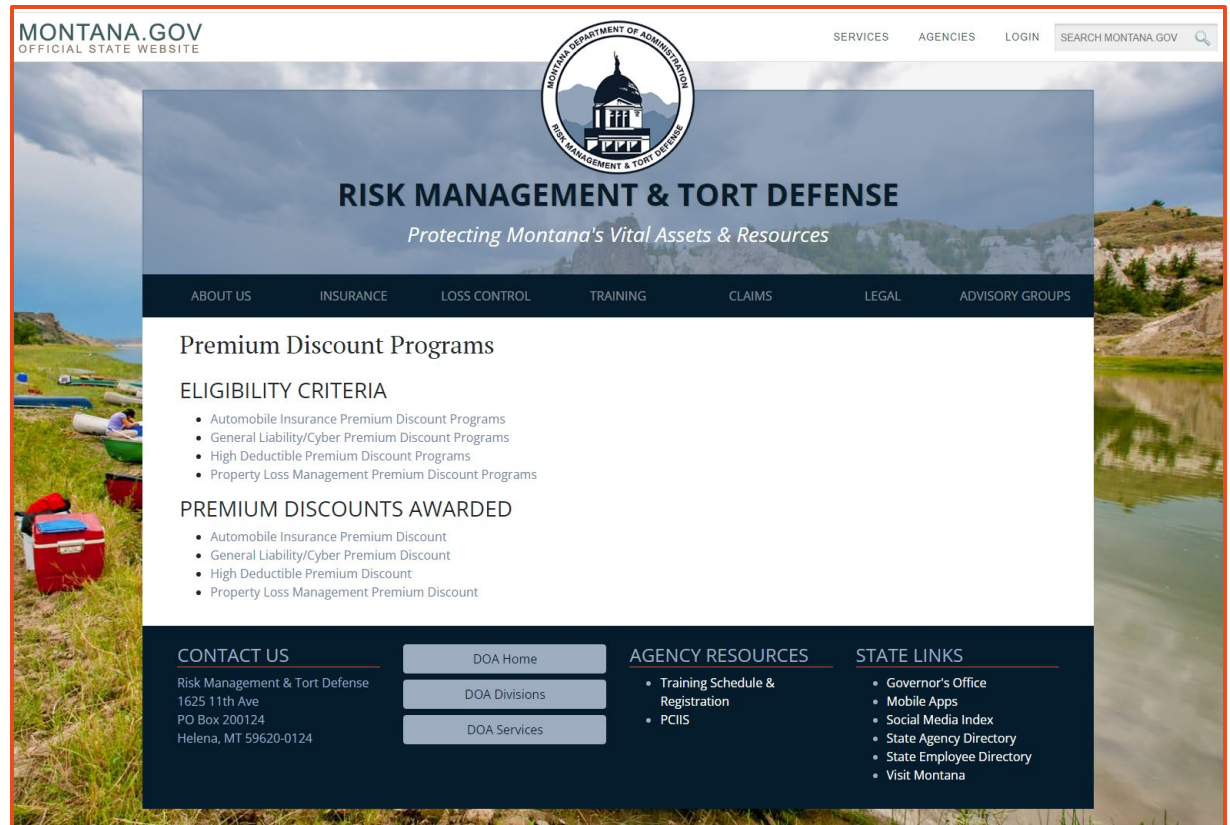 MONTANA.GOV
OFFICIAL STATE WEBSITE
SERVICES
AGENCIES
LOGIN
SEARCH MONTANA.GOV
MONTANA DEPARTMENT OF ADMINISTRATION
RISK MANAGEMENT & TORT DEFENSE
RISK MANAGEMENT & TORT DEFENSE
Protecting Montana's Vital Assets & Resources
ABOUT US
INSURANCE
LOSS CONTROL
TRAINING
CLAIMS
LEGAL
ADVISORY GROUPS
Premium Discount Programs
ELIGIBILITY CRITERIA
Automobile Insurance Premium Discount Programs
General Liability/Cyber Premium Discount Programs
High Deductible Premium Discount Programs
Property Loss Management Premium Discount Programs
PREMIUM DISCOUNTS AWARDED
Automobile Insurance Premium Discount
General Liability/Cyber Premium Discount
High Deductible Premium Discount
Property Loss Management Premium Discount
CONTACT US
Risk Management & Tort Defense
1625 11th Ave
PO Box 200124
Helena, MT 59620-0124
DOA Home
DOA Divisions
DOA Services
AGENCY RESOURCES
Training Schedule &
Registration
PCIIS
STATE LINKS
Governor's Office
Mobile Apps
Social Media Index
State Agency Directory
State Employee Directory
Visit Montana